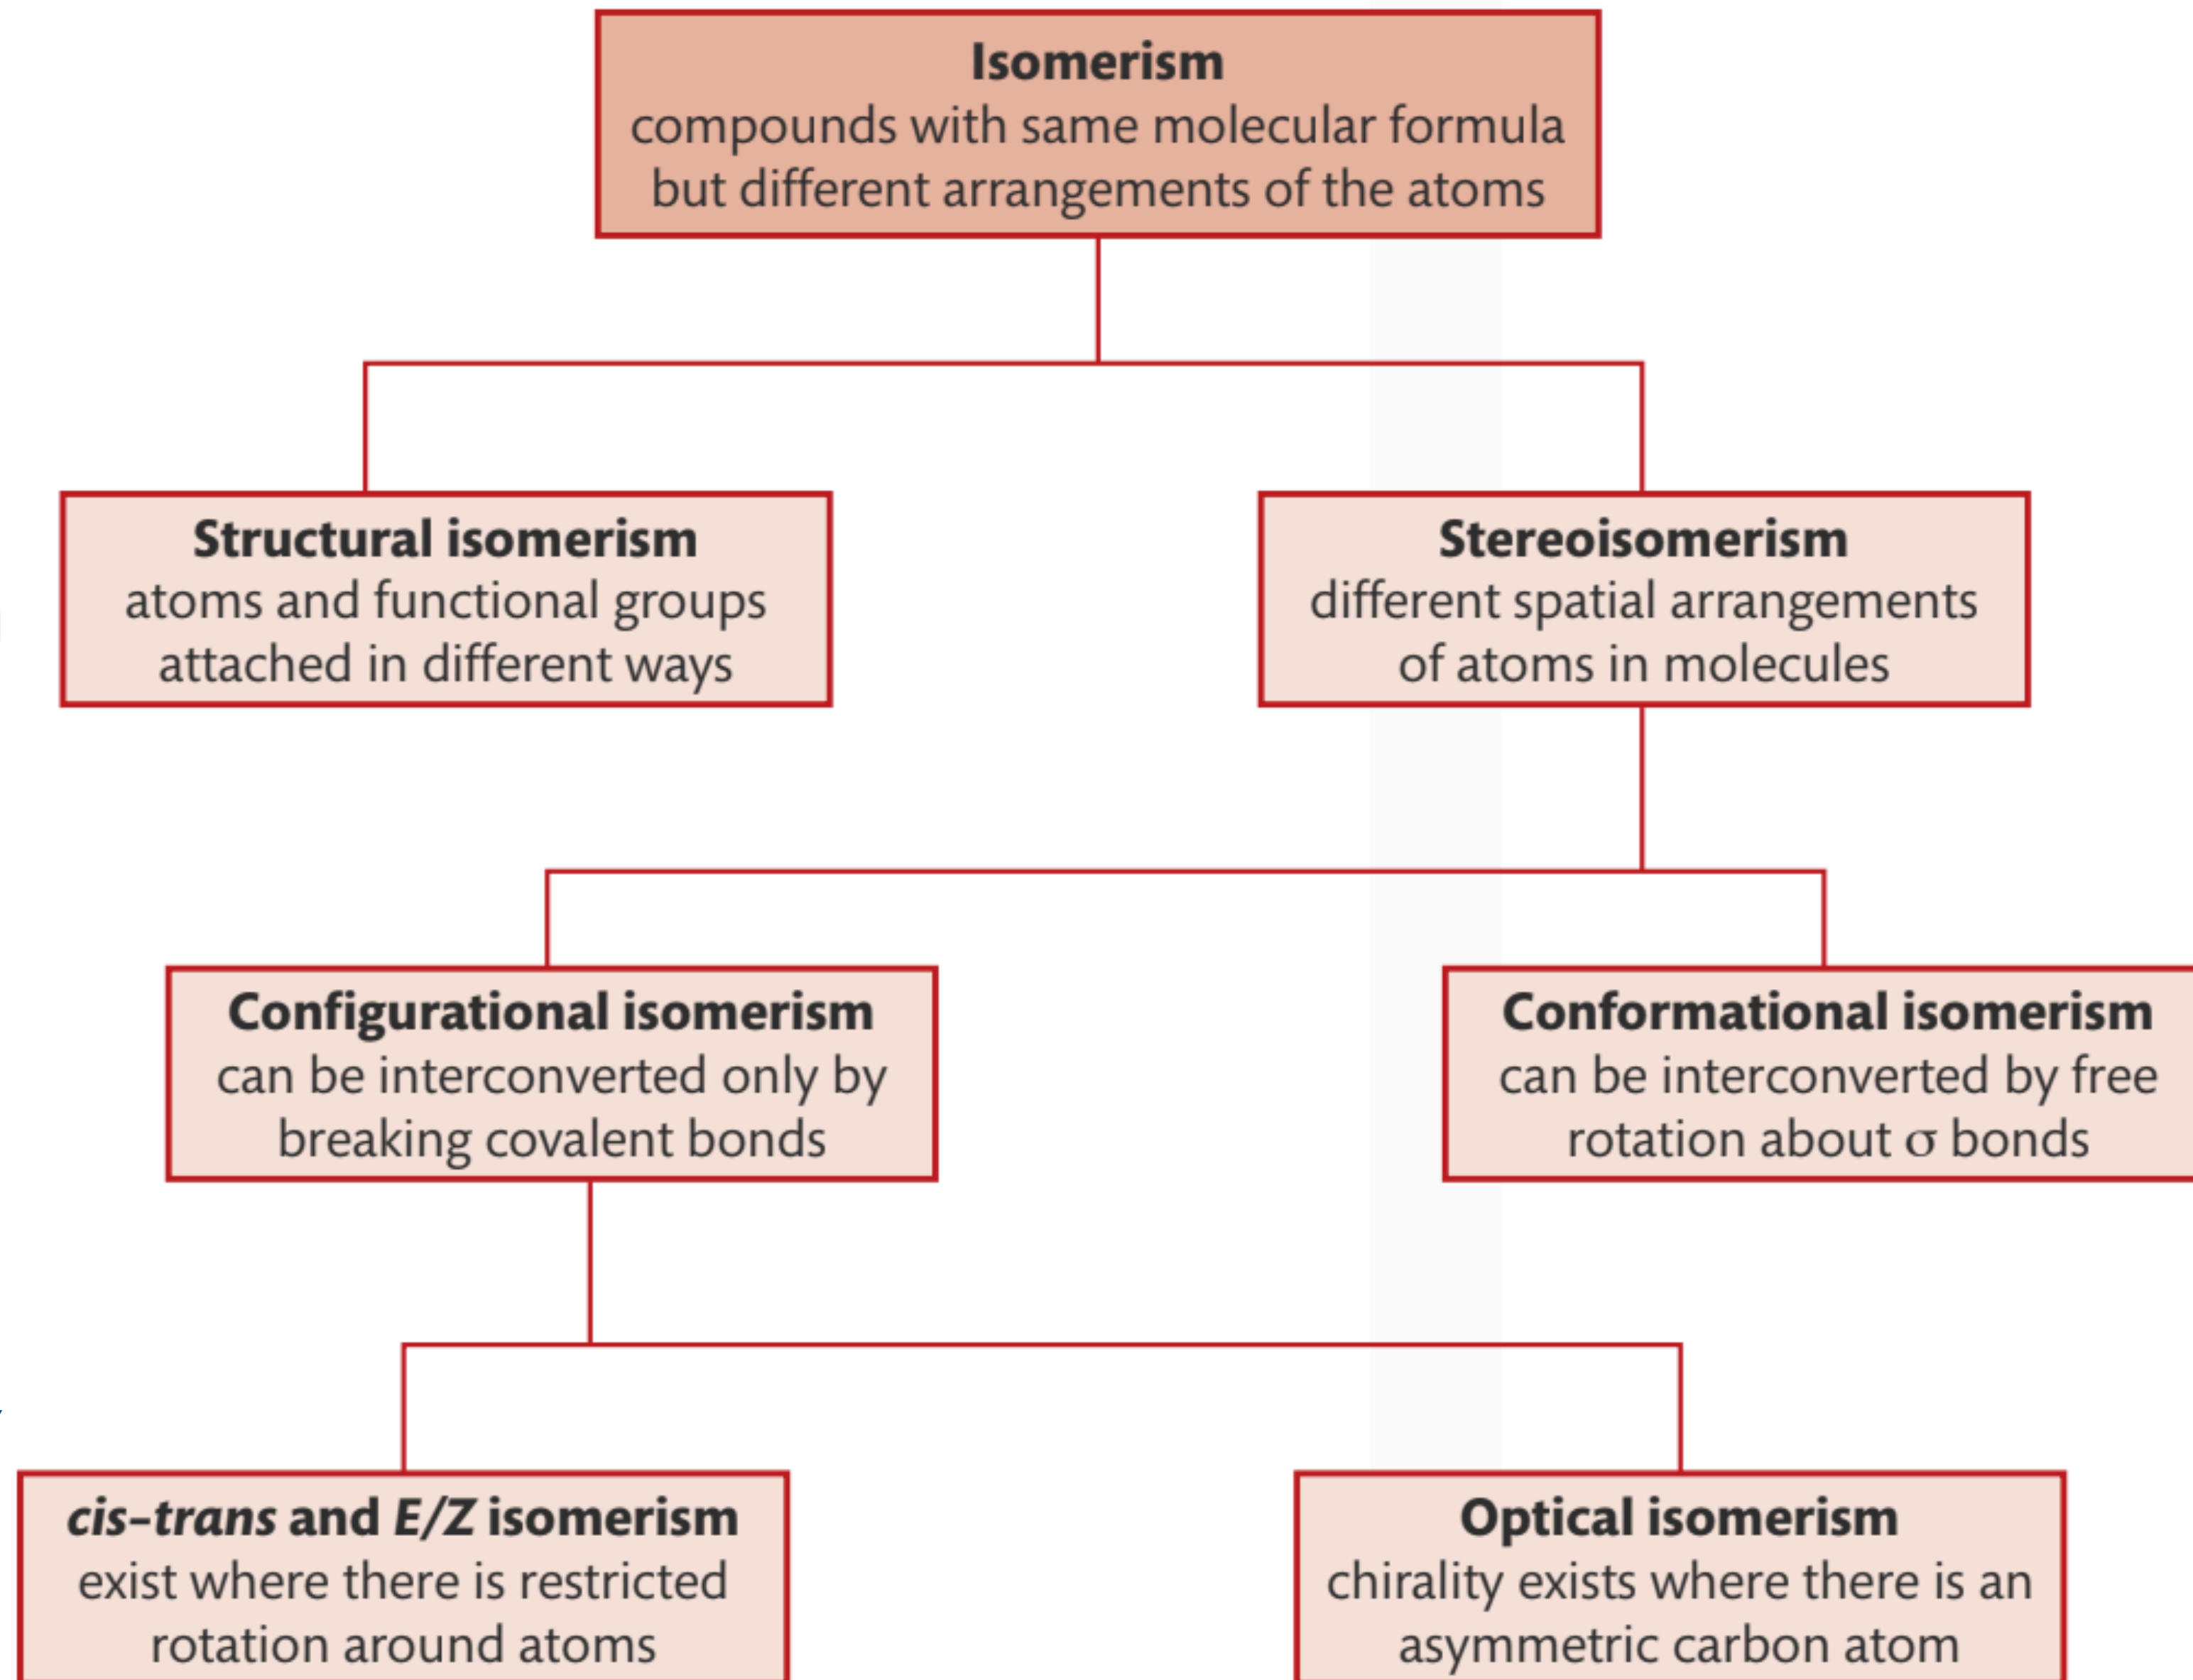 Isomerism
compounds with same molecular formula
but different arrangements of the atoms
Structural isomerism
atoms and functional groups
attached in different ways
Stereoisomerism
different spatial arrangements
of atoms in molecules
Configurational isomerism
can be interconverted only by
breaking covalent bonds
Conformational isomerism
can be interconverted by free
rotation about σ bonds
cis–trans and E/Z isomerism
exist where there is restricted
rotation around atoms
Optical isomerism
chirality exists where there is an
asymmetric carbon atom